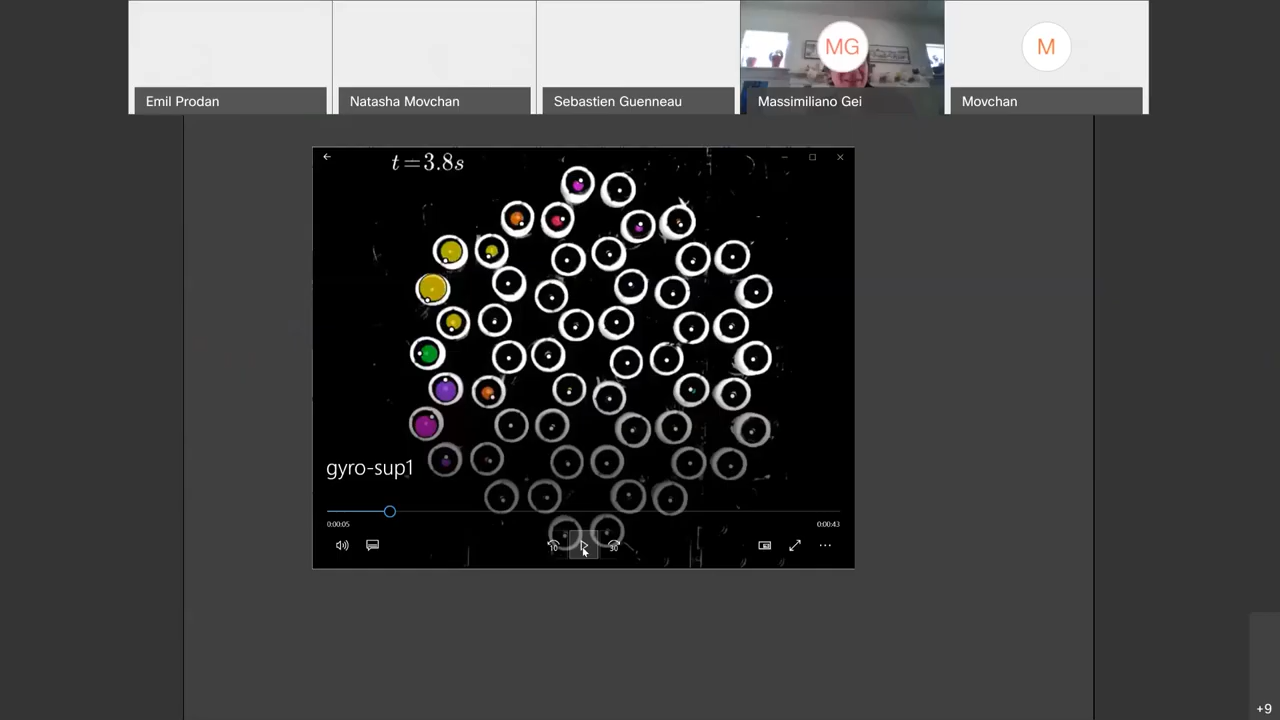 MG
M
Emil Prodan
Natasha Movchan
Sebastien Guenneau
Massimiliano Gei
Movchan
t=3.8s
gyro-sup1
0:00:05
0:00:43
10
30
+9